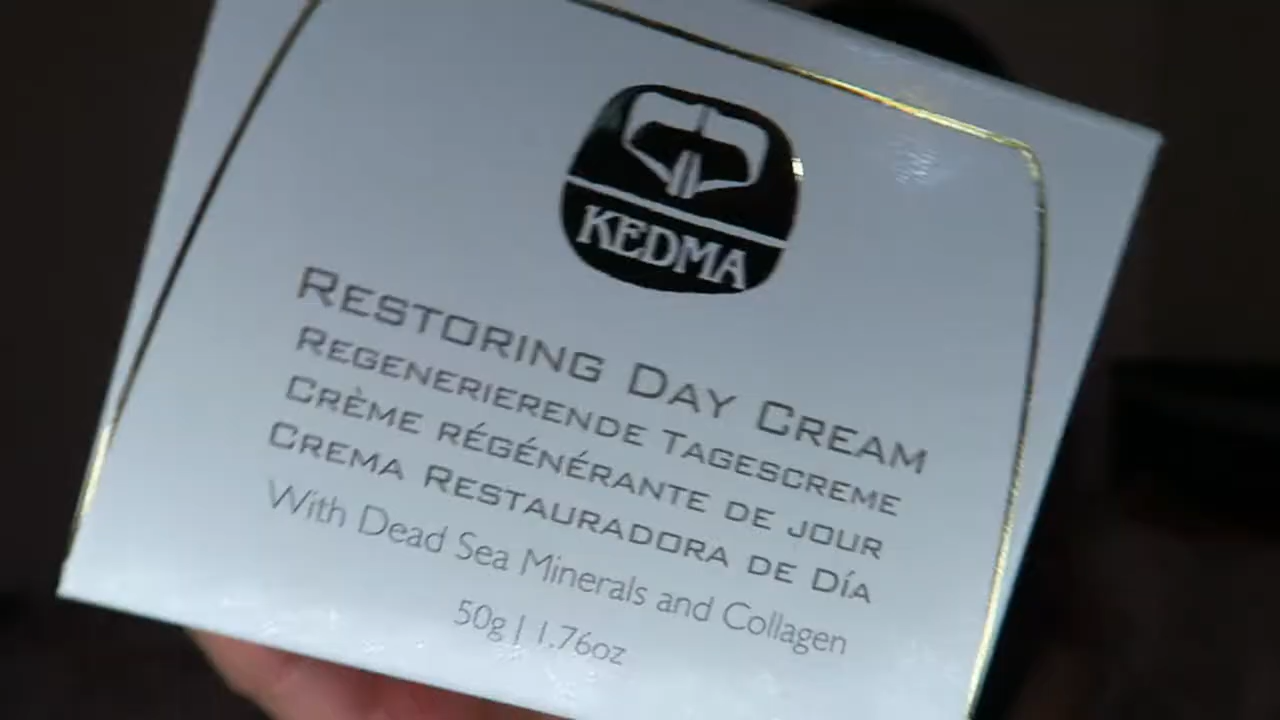 KEDMA
RESTORING DAY CREAM
REGENERIERENDE TAGESCREME
CRÈME RÉGÉNÉRANTE DE JOUR
CREMA RESTAURADORA DE DÍA
With Dead Sea Minerals and Collagen
50g | 1.76oz